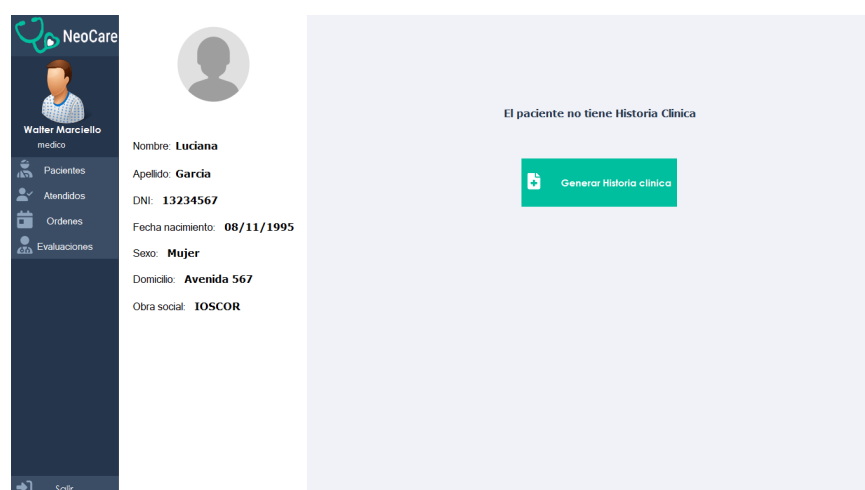 NeoCare
Walter Marciello
medico
Pacientes
Atendidos
Ordenes
Evaluaciones
Salir
Nombre: Luciana
Apellido: Garcia
DNI: 13234567
Fecha nacimiento: 08/11/1995
Sexo: Mujer
Domicilio: Avenida 567
Obra social: IOSCOR
El paciente no tiene Historia Clinica
Generar Historia clinica